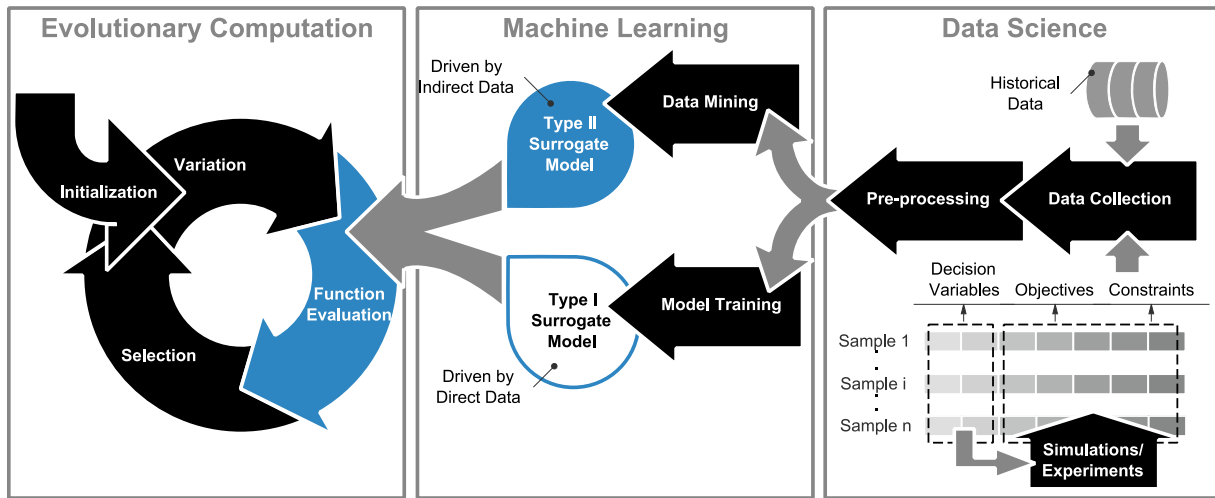 Evolutionary Computation
Initialization
Variation
Function
Evaluation
Selection
Machine Learning
Driven by
Indirect Data
Type II
Surrogate
Model
Data Mining
Type I
Surrogate
Model
Model Training
Driven by
Direct Data
Data Science
Historical
Data
Pre-processing
Data Collection
Decision
Variables
Objectives
Constraints
Sample 1
Sample i
Sample n
Simulations/
Experiments